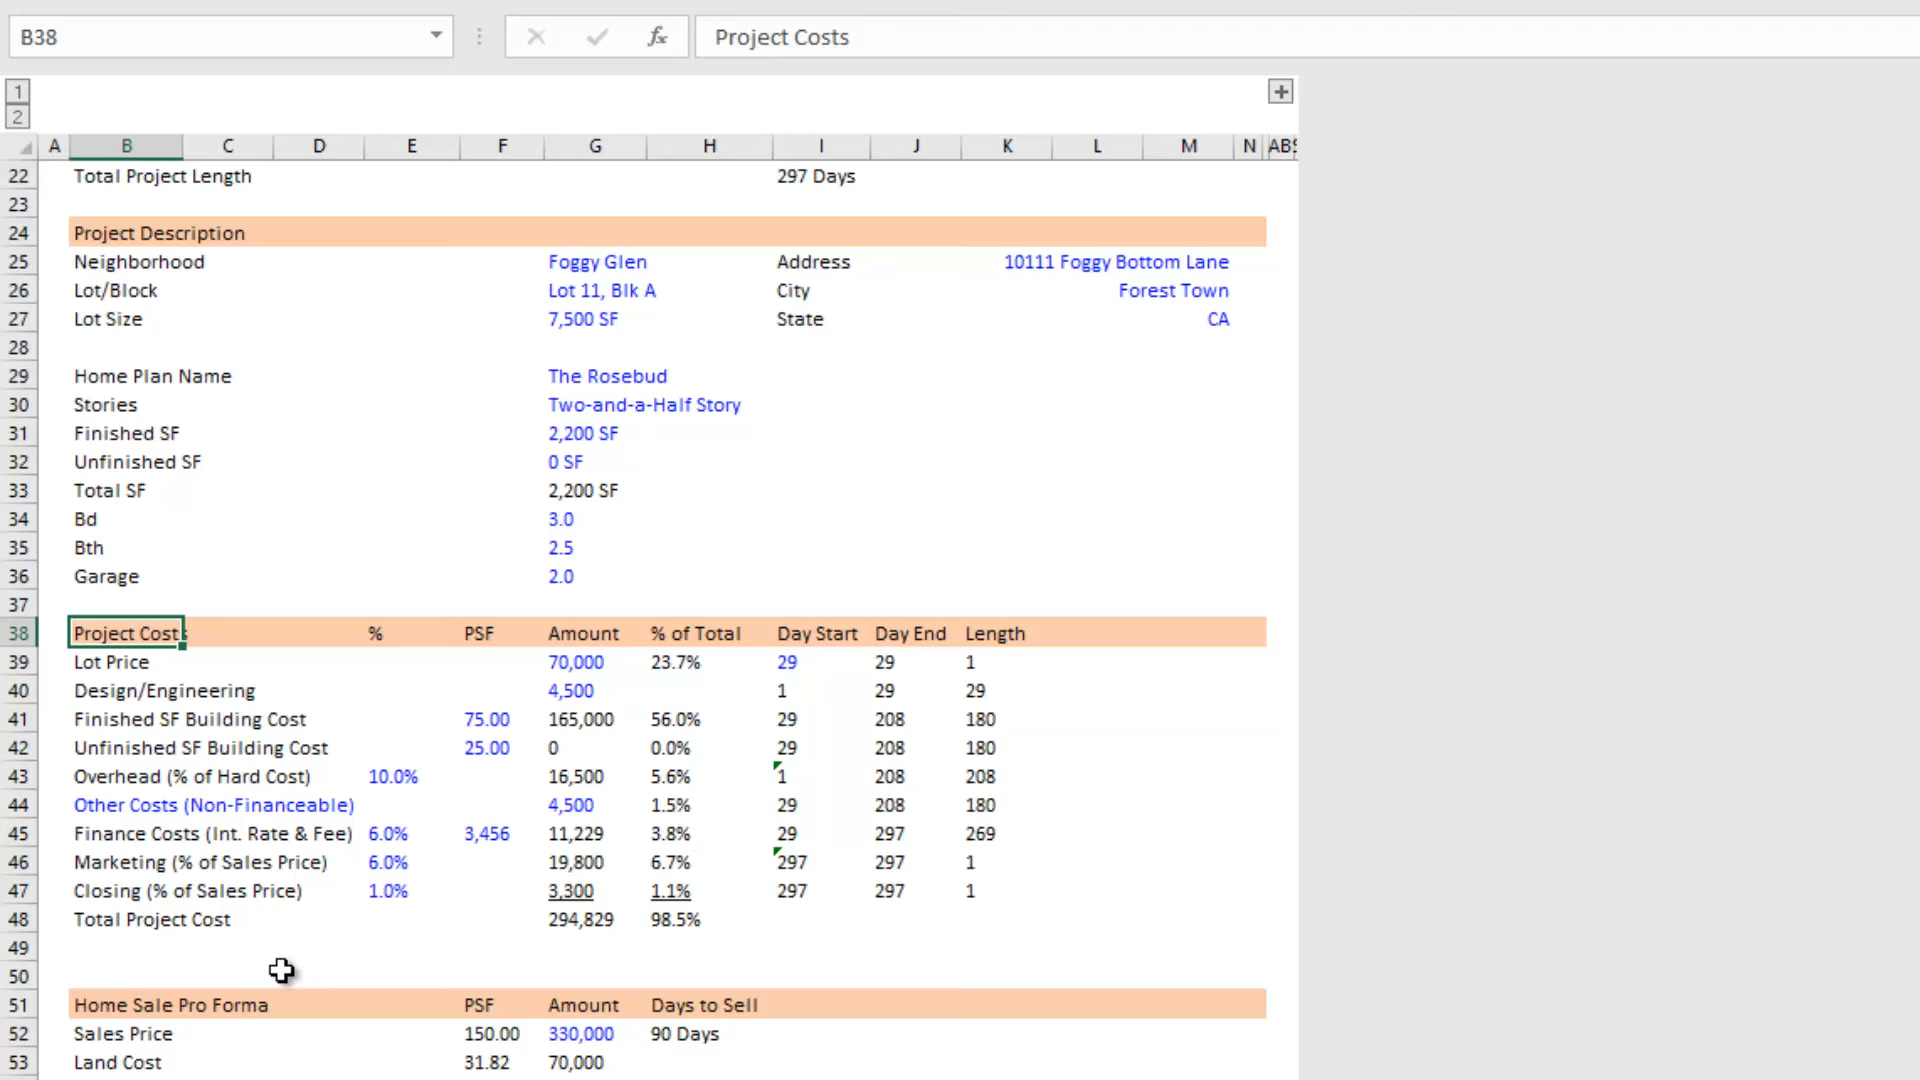 B38 fx Project Costs
1
2
A B C D E F G H I J K L M N
22 Total Project Length 297 Days
23
24 Project Description
25 Neighborhood Foggy Glen Address 10111 Foggy Bottom Lane
26 Lot/Block Lot 11, Blk A City Forest Town
27 Lot Size 7,500 SF State CA
28
29 Home Plan Name The Rosebud
30 Stories Two-and-a-Half Story
31 Finished SF 2,200 SF
32 Unfinished SF 0 SF
33 Total SF 2,200 SF
34 Bd 3.0
35 Bth 2.5
36 Garage 2.0
37
38 Project Costs % PSF Amount % of Total Day Start Day End Length
39 Lot Price 70,000 23.7% 29 29 1
40 Design/Engineering 4,500 1 29 29
41 Finished SF Building Cost 75.00 165,000 56.0% 29 208 180
42 Unfinished SF Building Cost 25.00 0 0.0% 29 208 180
43 Overhead (% of Hard Cost) 10.0% 16,500 5.6% 1 208 208
44 Other Costs (Non-Financeable) 4,500 1.5% 29 208 180
45 Finance Costs (Int. Rate & Fee) 6.0% 3,456 11,229 3.8% 29 297 269
46 Marketing (% of Sales Price) 6.0% 19,800 6.7% 297 297 1
47 Closing (% of Sales Price) 1.0% 3,300 1.1% 297 297 1
48 Total Project Cost 294,829 98.5%
49
50
51 Home Sale Pro Forma PSF Amount Days to Sell
52 Sales Price 150.00 330,000 90 Days
53 Land Cost 31.82 70,000